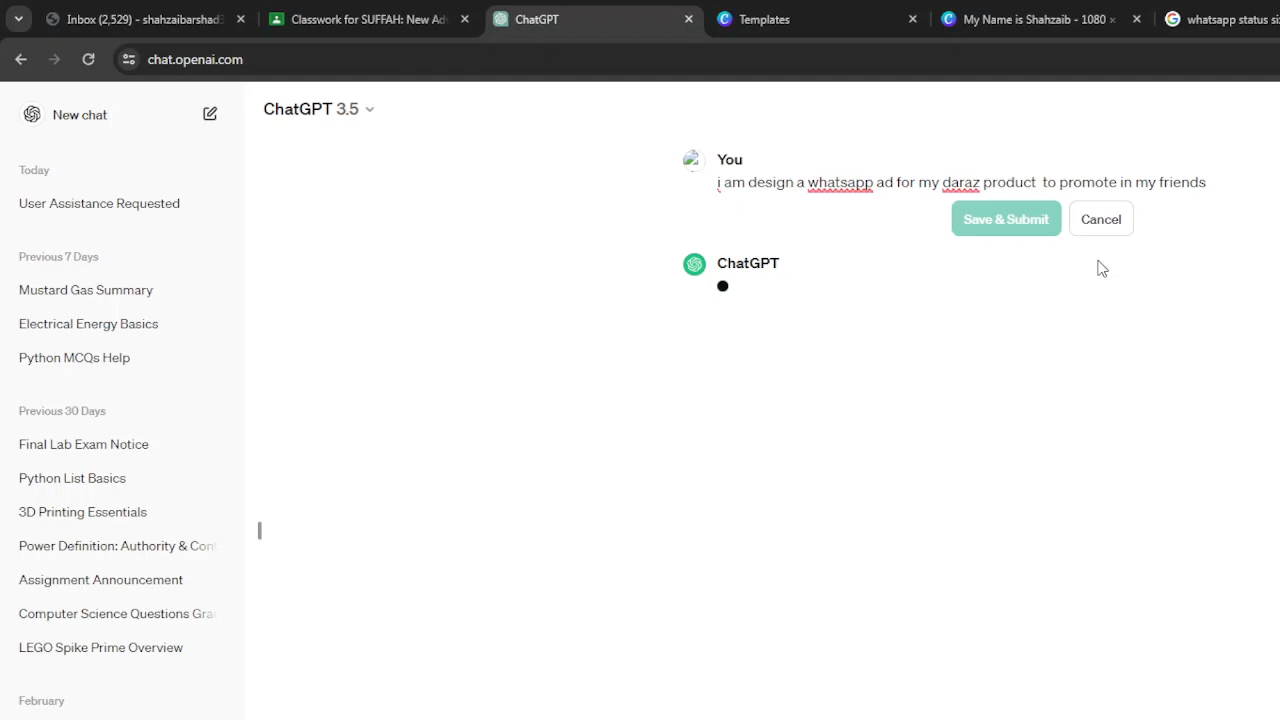 Inbox (2,529) - shahzaibarshad3
Classwork for SUFFAH: New Adv
ChatGPT
Templates
My Name is Shahzaib - 1080 ×
whatsapp status siz
chat.openai.com
New chat
Today
User Assistance Requested
Previous 7 Days
Mustard Gas Summary
Electrical Energy Basics
Python MCQs Help
Previous 30 Days
Final Lab Exam Notice
Python List Basics
3D Printing Essentials
Power Definition: Authority & Cont
Assignment Announcement
Computer Science Questions Gra
LEGO Spike Prime Overview
February
ChatGPT 3.5
You
i am design a whatsapp ad for my daraz product to promote in my friends
Save & Submit
Cancel
ChatGPT